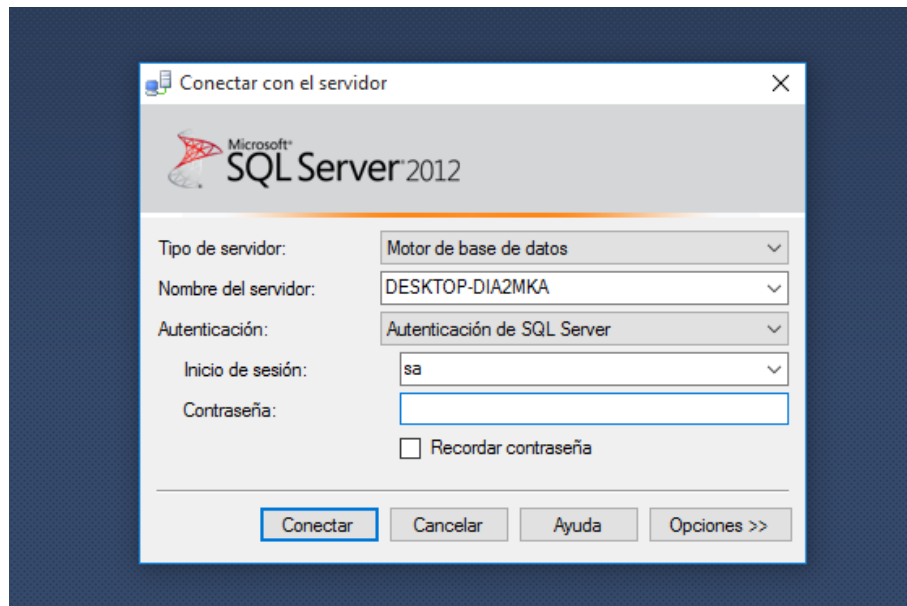 Conectar con el servidor
Microsoft®
SQL Server® 2012
Tipo de servidor: Motor de base de datos
Nombre del servidor: DESKTOP-DIA2MKA
Autenticación: Autenticación de SQL Server
Inicio de sesión: sa
Contraseña:
Recordar contraseña
Conectar Cancelar Ayuda Opciones >>